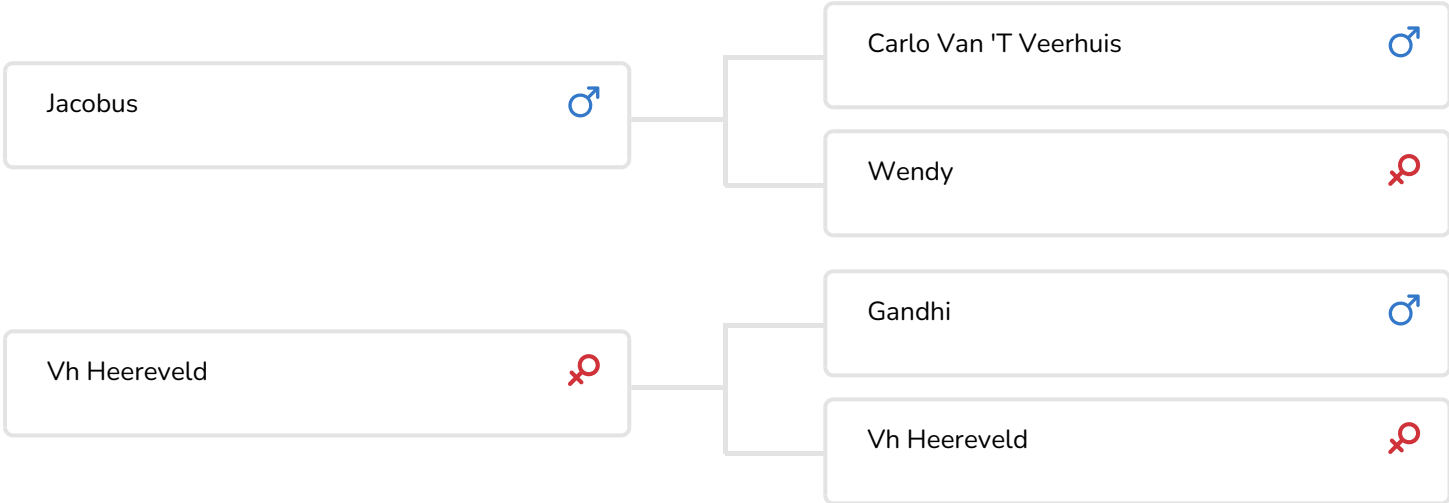 Carlo Van 'T Veerhuis
Jacobus
Wendy
Gandhi
Vh Heereveld
Vh Heereveld